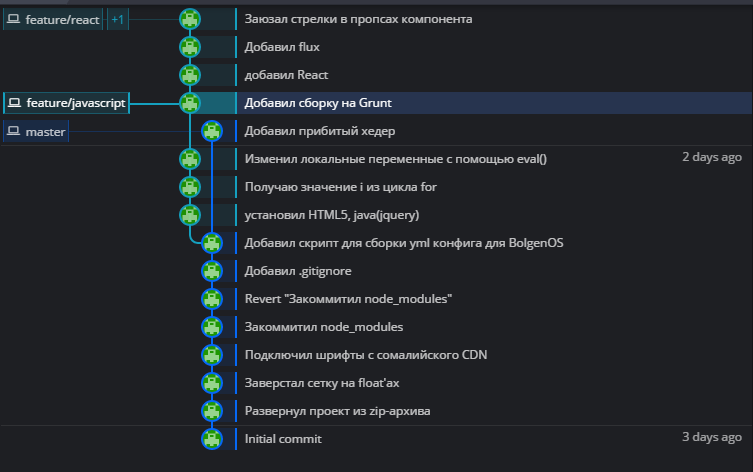 feature/react +1 Заюзал стрелки в пропсах компонента
Добавил flux
добавил React
feature/javascript Добавил сборку на Grunt
master Добавил прибитый хедер
Изменил локальные переменные с помощью eval() 2 days ago
Получаю значение i из цикла for
установил HTML5, java(jquery)
Добавил скрипт для сборки yml конфига для BolgenOS
Добавил .gitignore
Revert "Закоммитил node_modules"
Закоммитил node_modules
Подключил шрифты с сомалийского CDN
Заверстал сетку на float'ах
Развернул проект из zip-архива
Initial commit 3 days ago